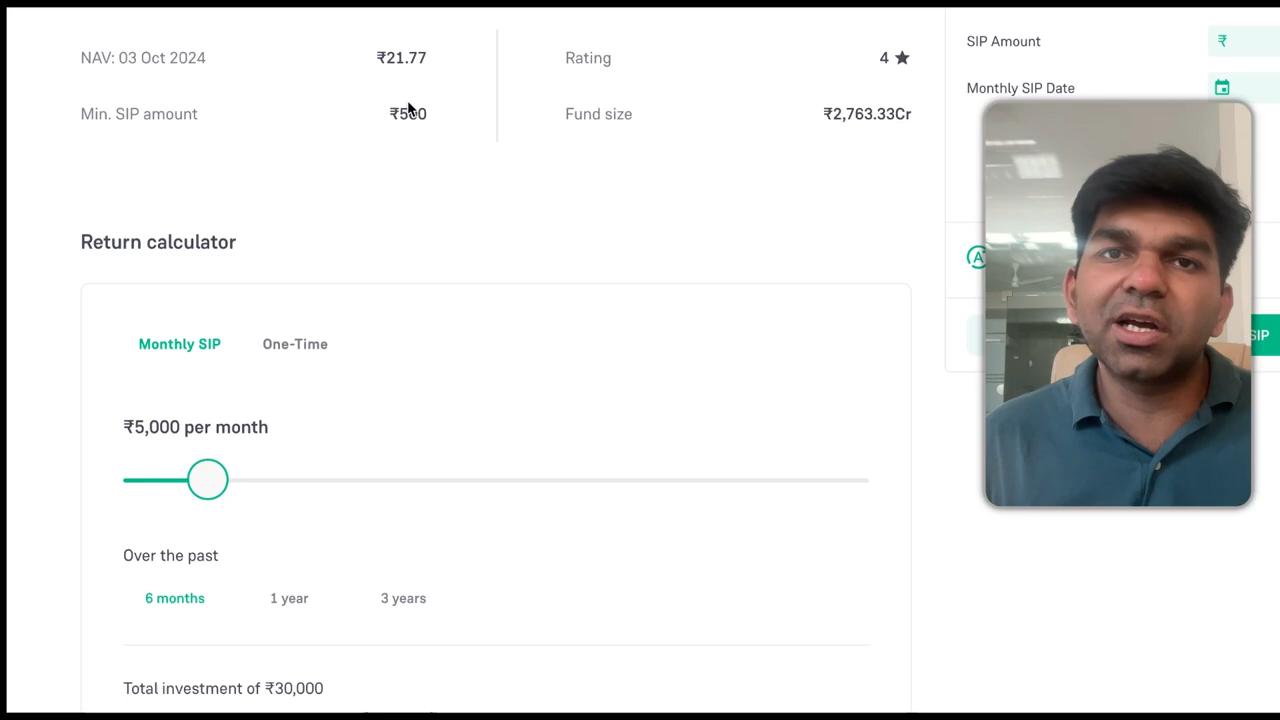 NAV: 03 Oct 2024 ₹21.77
Min. SIP amount ₹500
Rating 4 ★
Fund size ₹2,763.33Cr
Return calculator
Monthly SIP One-Time
₹5,000 per month
Over the past
6 months 1 year 3 years
Total investment of ₹30,000
SIP Amount ₹
Monthly SIP Date
A
SIP